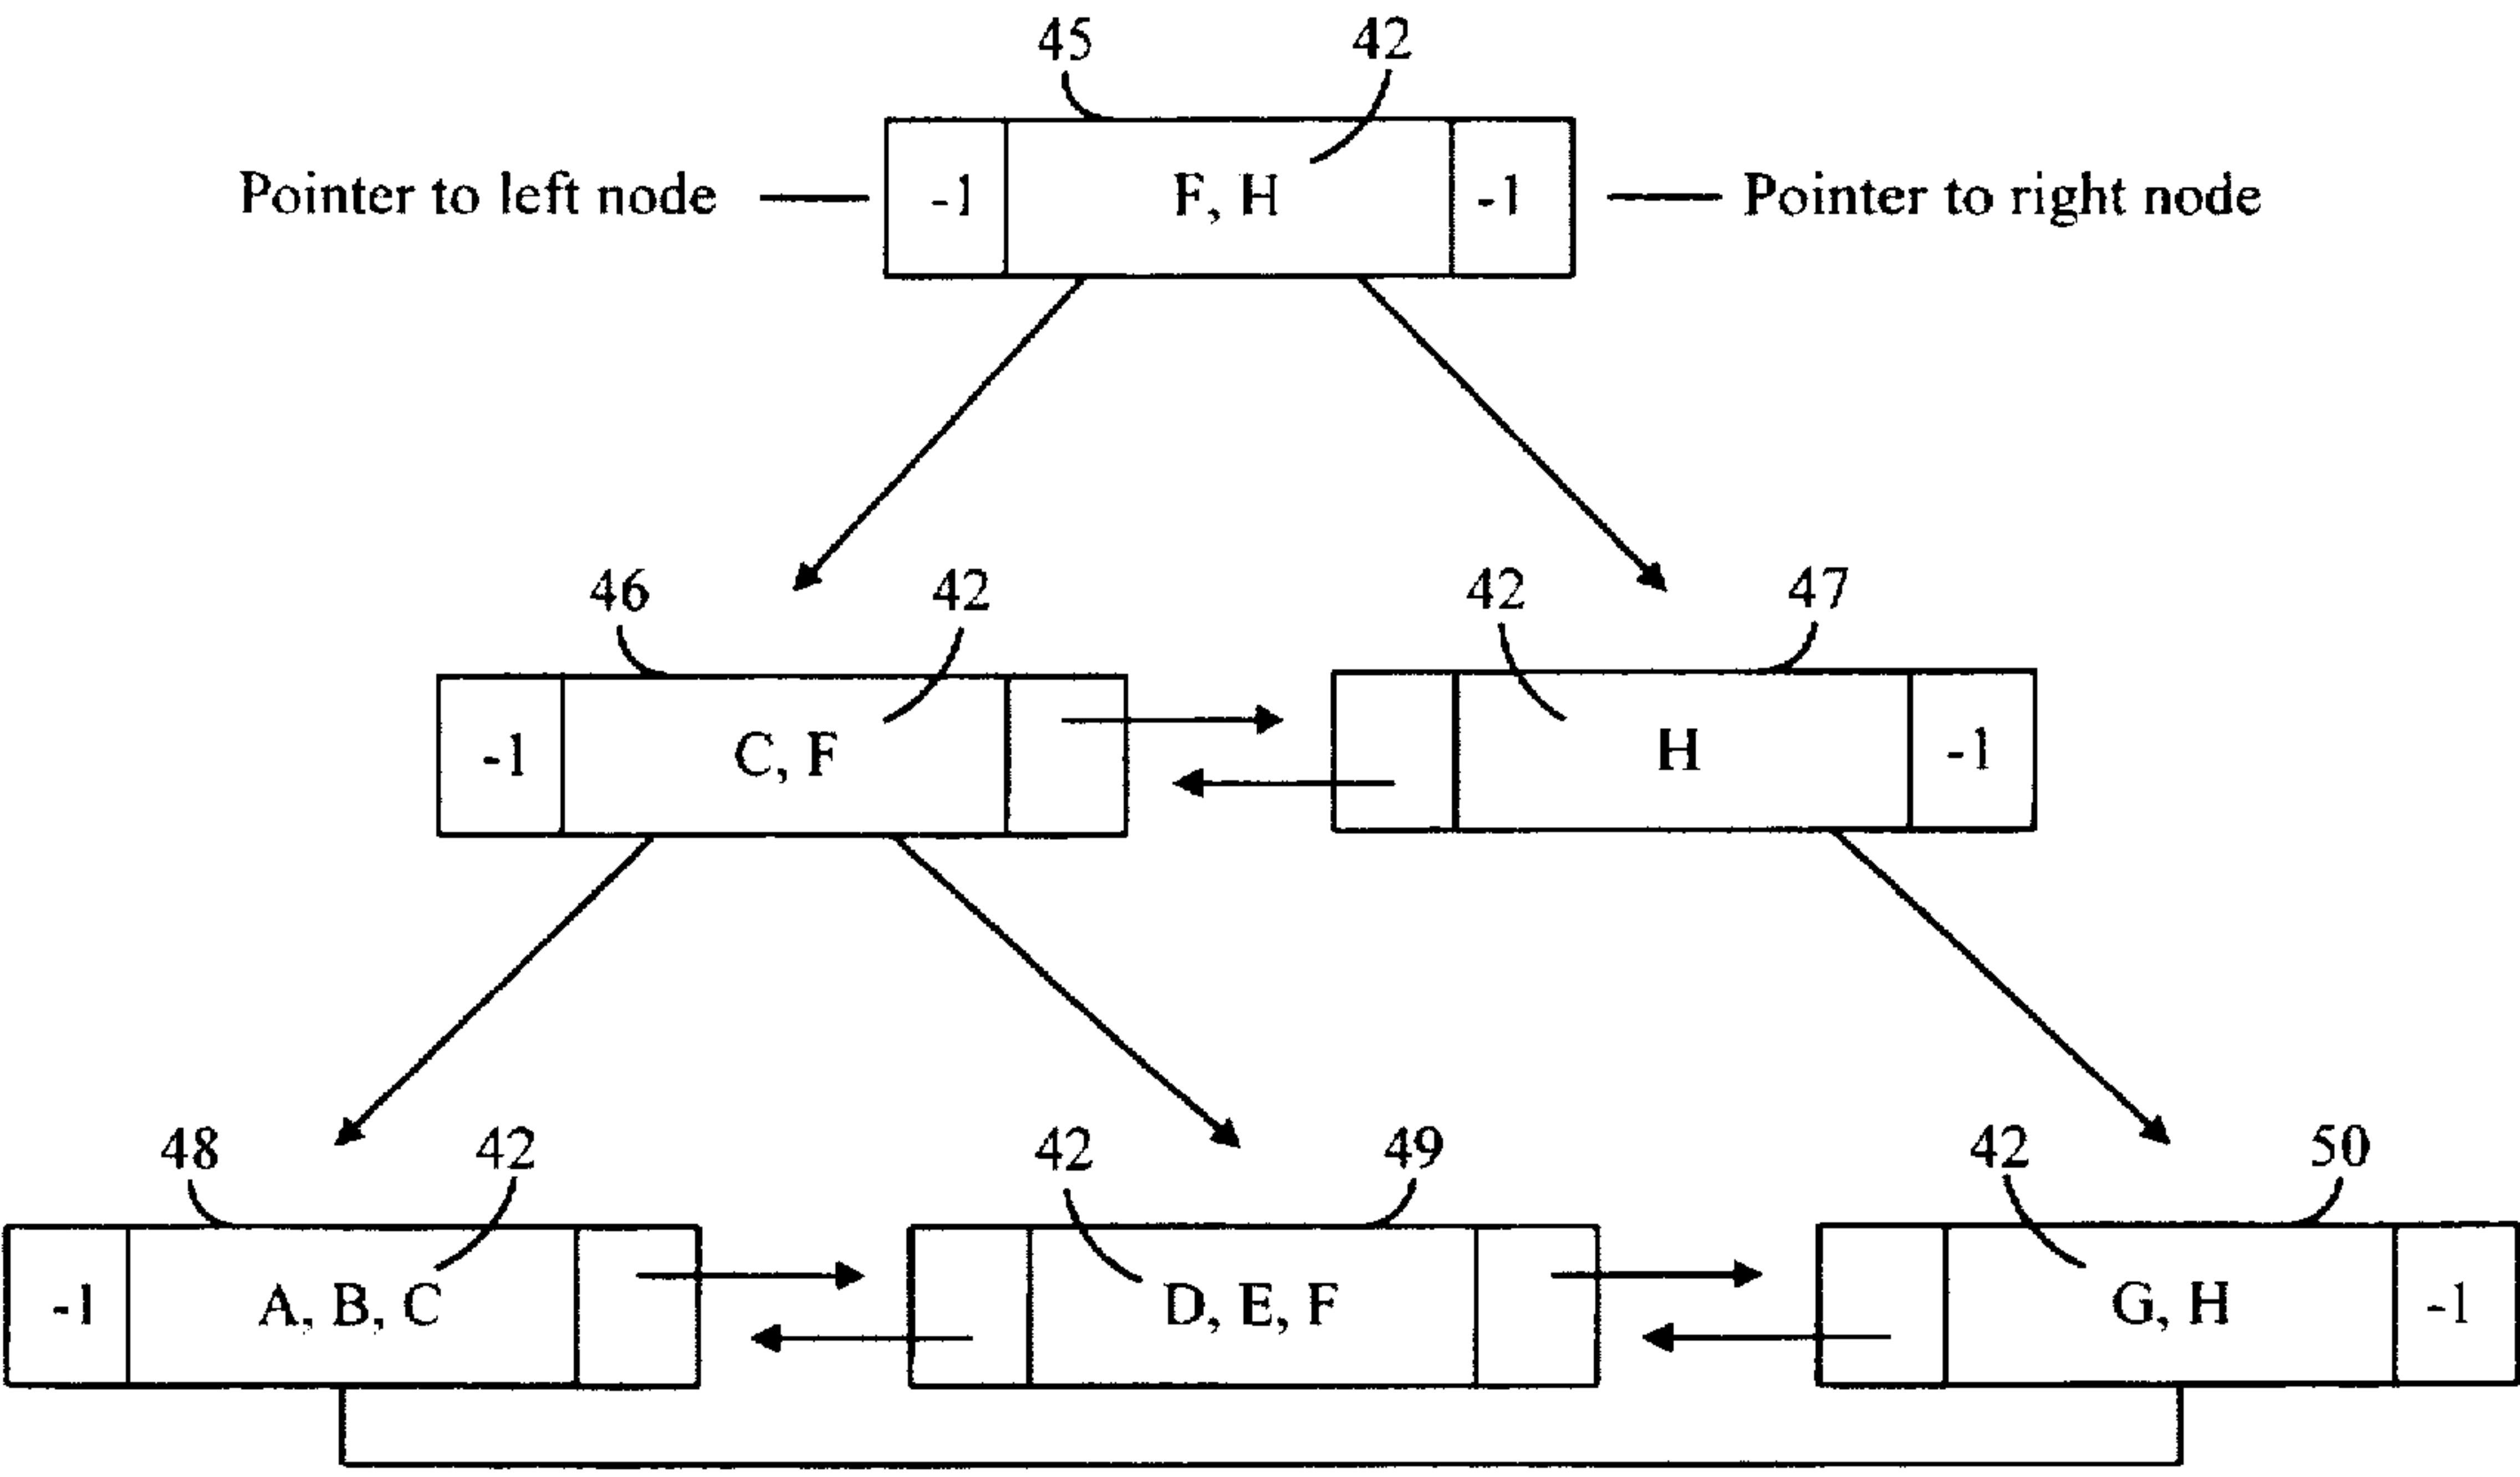 45 42
Pointer to left node -1 F, H -1 Pointer to right node
46 42 42 47
-1 C, F H -1
48 42 42 49 42 50
-1 A, B, C D, E, F G, H -1